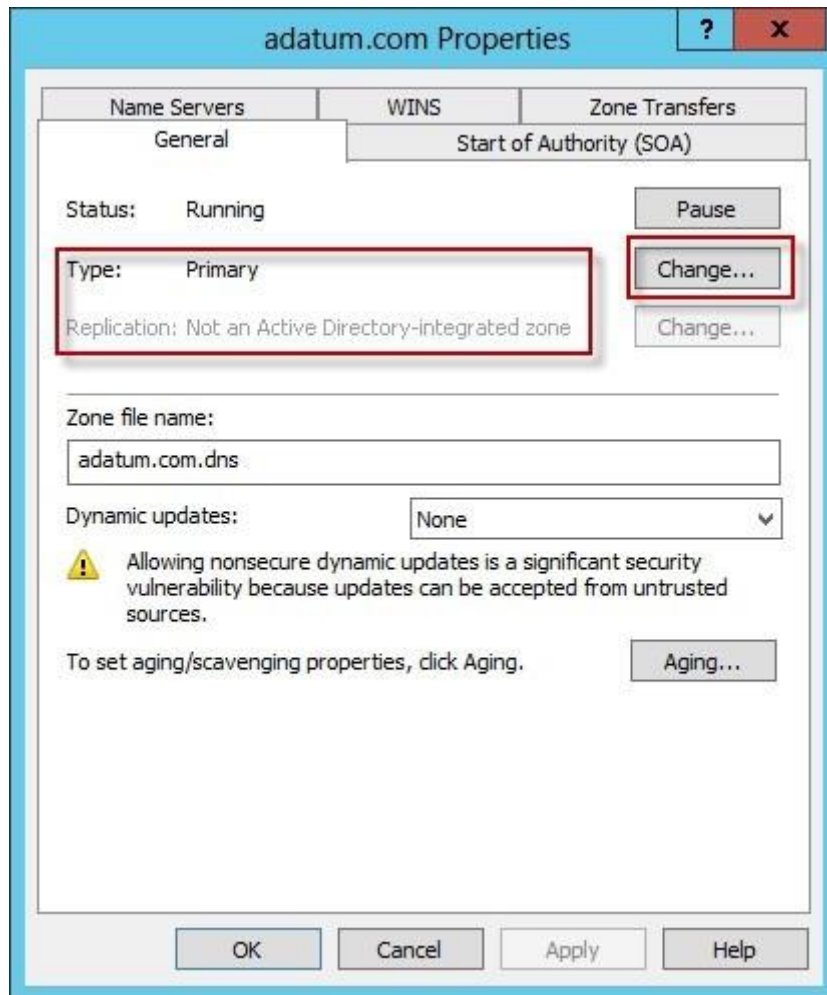 adatum.com Properties
?
x
Name Servers
WINS
Zone Transfers
General
Start of Authority (SOA)
Status: Running
Pause
Type: Primary
Change...
Replication: Not an Active Directory-integrated zone
Change...
Zone file name:
adatum.com.dns
Dynamic updates:
None
Allowing nonsecure dynamic updates is a significant security
vulnerability because updates can be accepted from untrusted
sources.
To set aging/scavenging properties, click Aging.
Aging...
OK
Cancel
Apply
Help